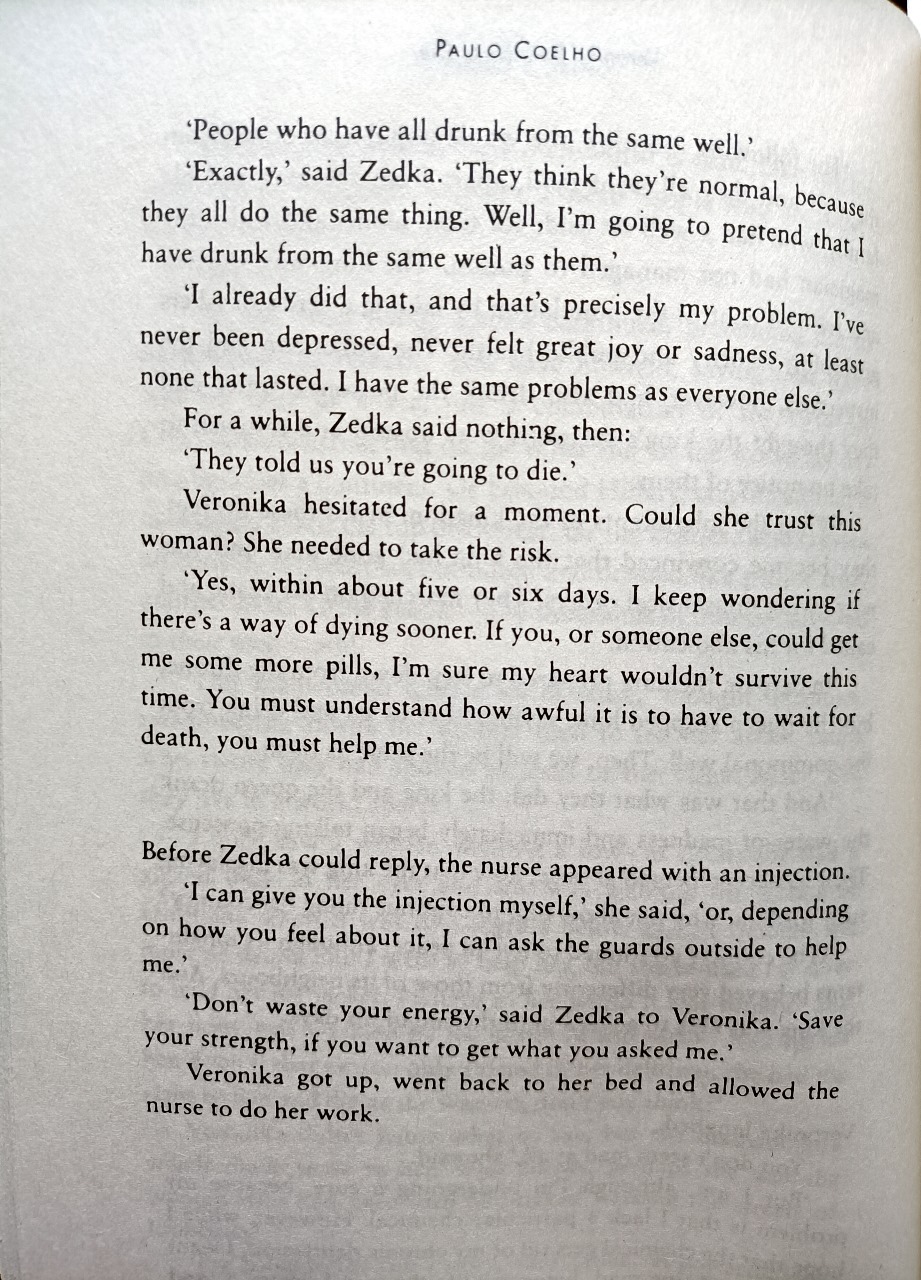 PAULO COELHO
‘People who have all drunk from the same well.’
‘Exactly,’ said Zedka. ‘They think they’re normal, because
they all do the same thing. Well, I’m going to pretend that I
have drunk from the same well as them.’
‘I already did that, and that’s precisely my problem. I’ve
never been depressed, never felt great joy or sadness, at least
none that lasted. I have the same problems as everyone else.’
For a while, Zedka said nothing, then:
‘They told us you’re going to die.’
Veronika hesitated for a moment. Could she trust this
woman? She needed to take the risk.
‘Yes, within about five or six days. I keep wondering if
there’s a way of dying sooner. If you, or someone else, could get
me some more pills, I’m sure my heart wouldn’t survive this
time. You must understand how awful it is to have to wait for
death, you must help me.’
Before Zedka could reply, the nurse appeared with an injection.
‘I can give you the injection myself,’ she said, ‘or, depending
on how you feel about it, I can ask the guards outside to help
me.’
‘Don’t waste your energy,’ said Zedka to Veronika. ‘Save
your strength, if you want to get what you asked me.’
Veronika got up, went back to her bed and allowed the
nurse to do her work.